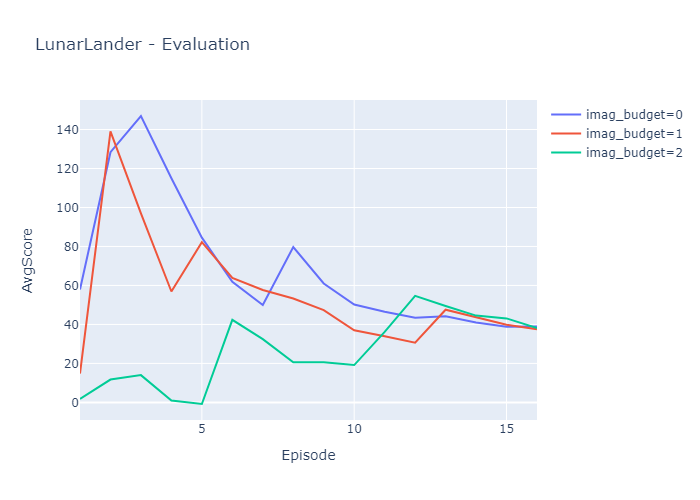 LunarLander - Evaluation
imag_budget=0
imag_budget=1
imag_budget=2
AvgScore
140
120
100
80
60
40
20
0
5
10
15
Episode